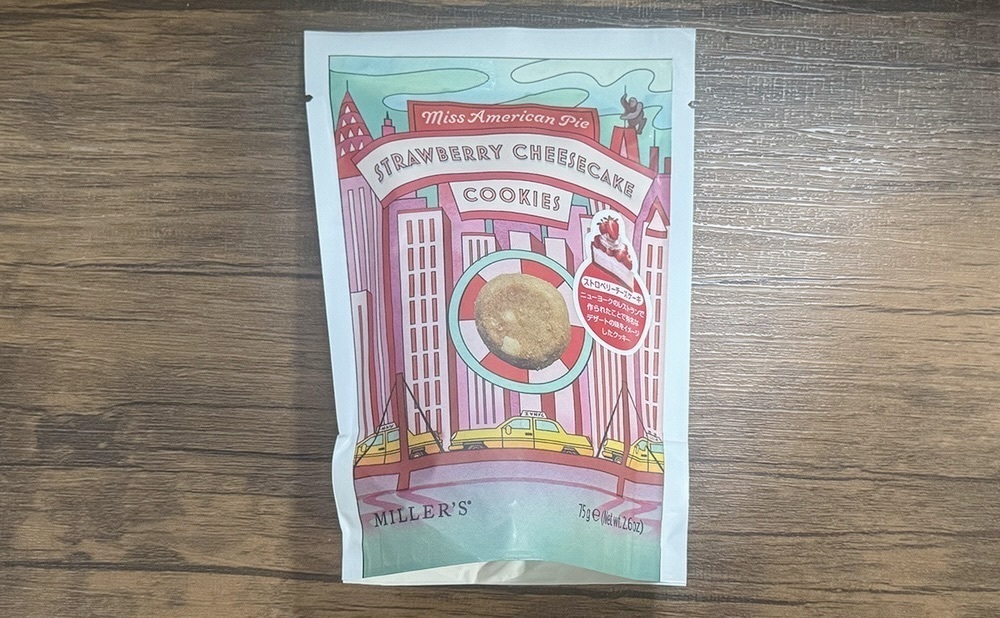 Miss American Pie
STRAWBERRY CHEESECAKE
COOKIES
ストロベリーチーズケーキ
ニューヨークのレストランで
作られたことで有名な
デザートの味をイメージ
したクッキー
MILLER'S®
75g ℮ (Net wt. 2.6oz)